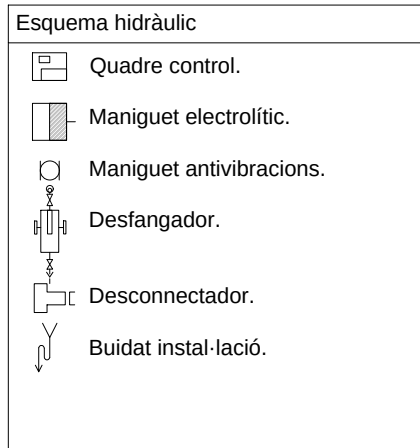 Esquema hidràulic
Quadre control.
Maniguet electrolític.
Maniguet antivibracions.
Desfangador.
Desconnectador.
Buidat instal·lació.